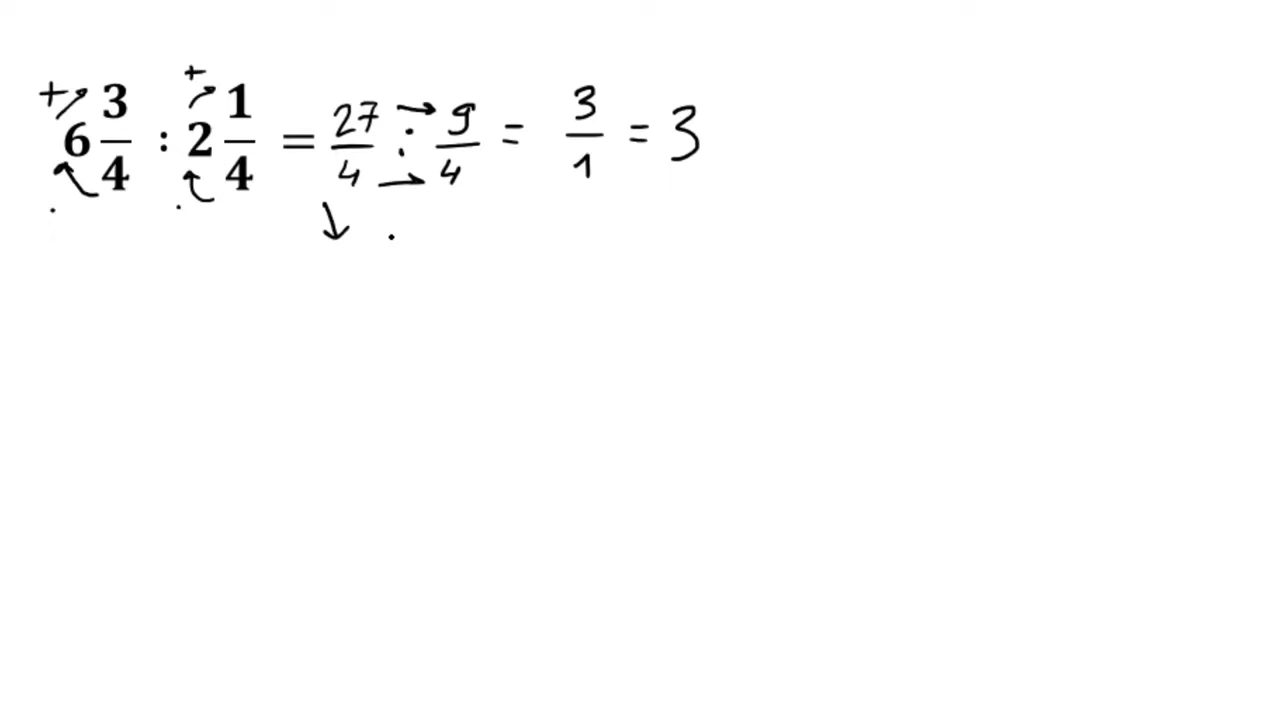 6 3/4 : 2 1/4 = 27/4 : 9/4 = 3/1 = 3